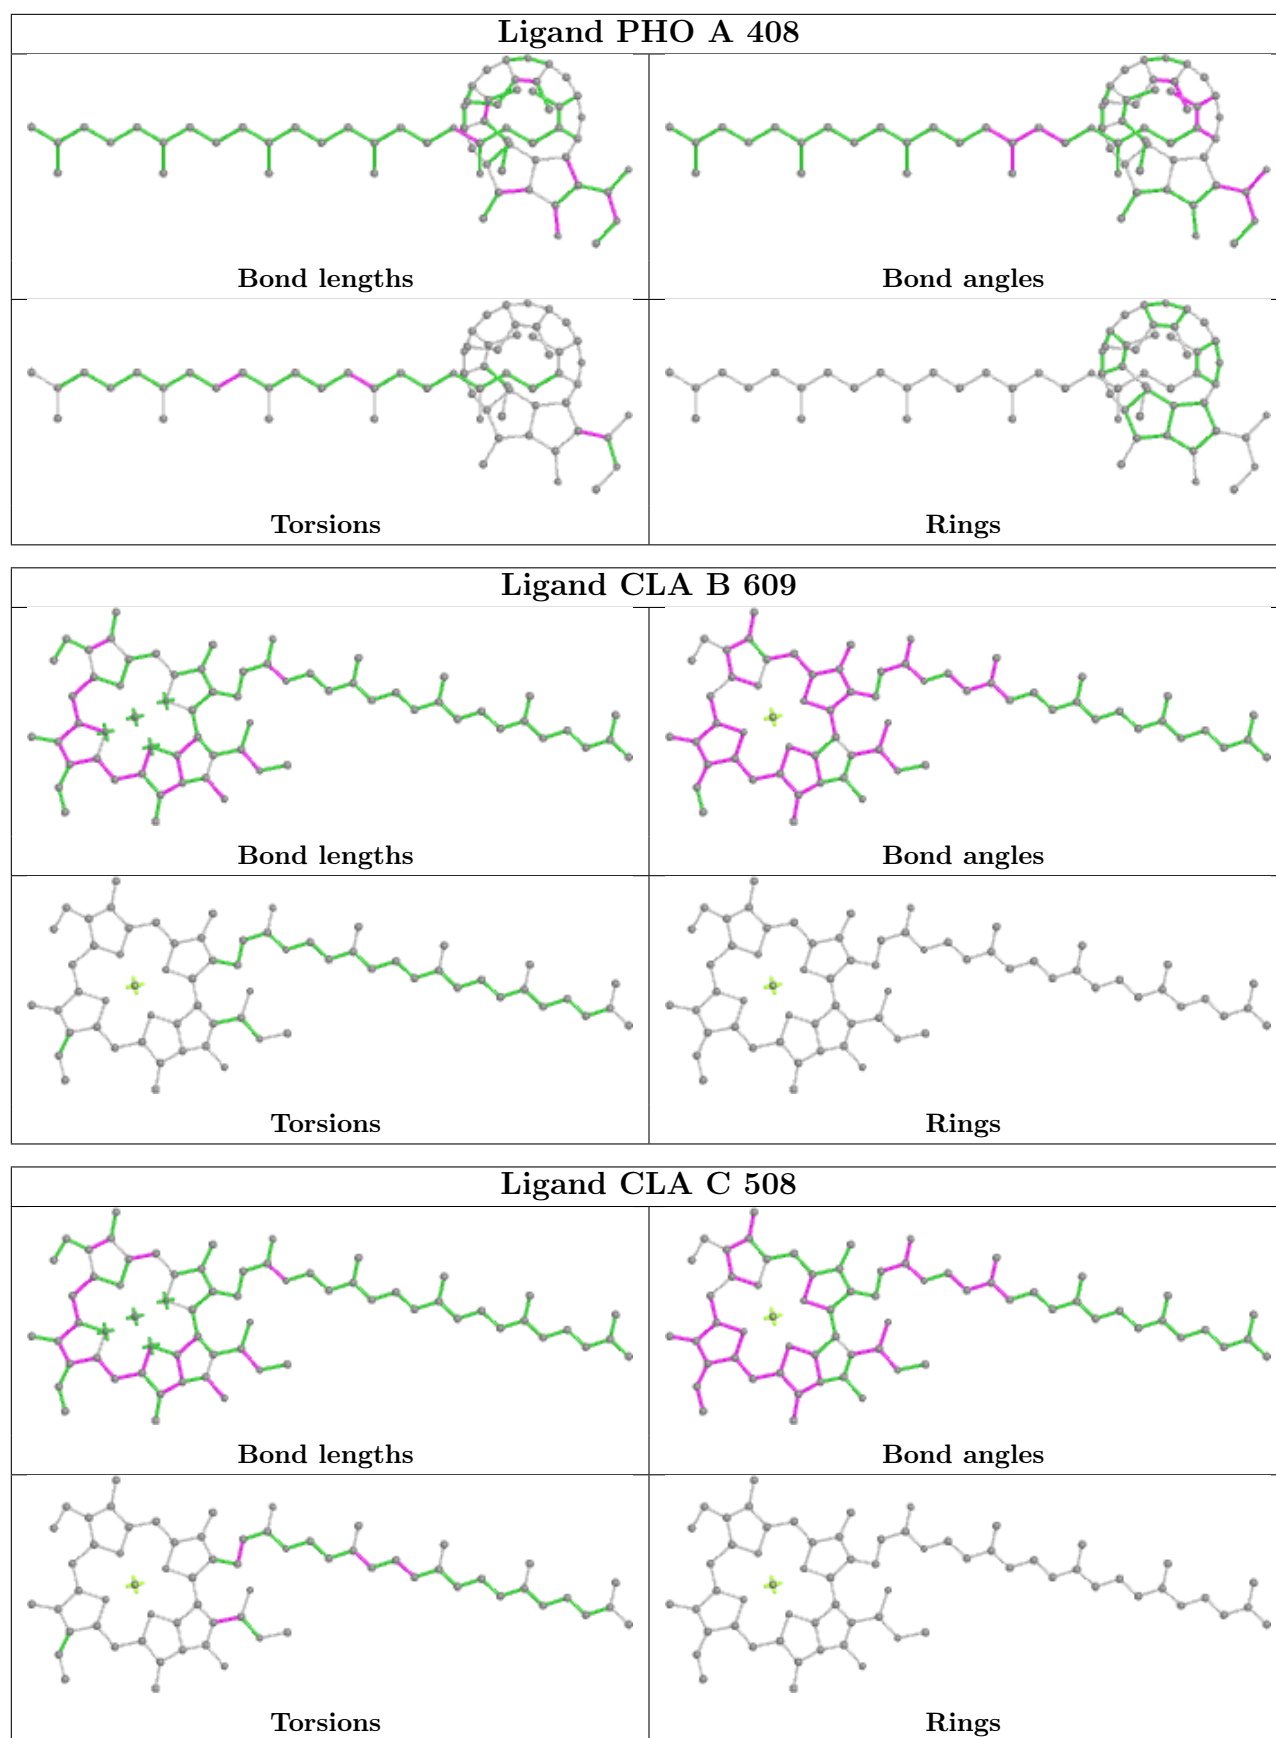 Ligand PHO A 408
Bond lengths
Bond angles
Torsions
Rings
Ligand CLA B 609
Bond lengths
Bond angles
Torsions
Rings
Ligand CLA C 508
Bond lengths
Bond angles
Torsions
Rings